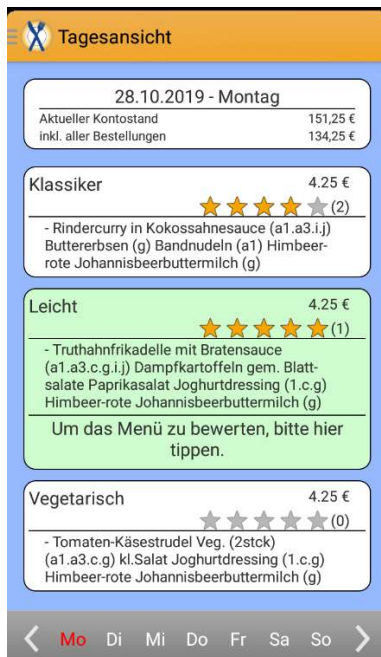 Tagesansicht
28.10.2019 - Montag
Aktueller Kontostand 151,25 €
inkl. aller Bestellungen 134,25 €
Klassiker 4.25 €
(2)
- Rindercurry in Kokossahnesauce (a1.a3.i.j)
Buttererbsen (g) Bandnudeln (a1) Himbeer-
rote Johannisbeerbuttermilch (g)
Leicht 4.25 €
(1)
- Truthahnfrikadelle mit Bratensauce
(a1.a3.c.g.i.j) Dampfkartoffeln gem. Blatt-
salate Paprikasalat Joghurtdressing (1.c.g)
Himbeer-rote Johannisbeerbuttermilch (g)
Um das Menü zu bewerten, bitte hier
tippen.
Vegetarisch 4.25 €
(0)
- Tomaten-Käsestrudel Veg. (2stck)
(a1.a3.c.g) kl.Salat Joghurtdressing (1.c.g)
Himbeer-rote Johannisbeerbuttermilch (g)
Mo Di Mi Do Fr Sa So